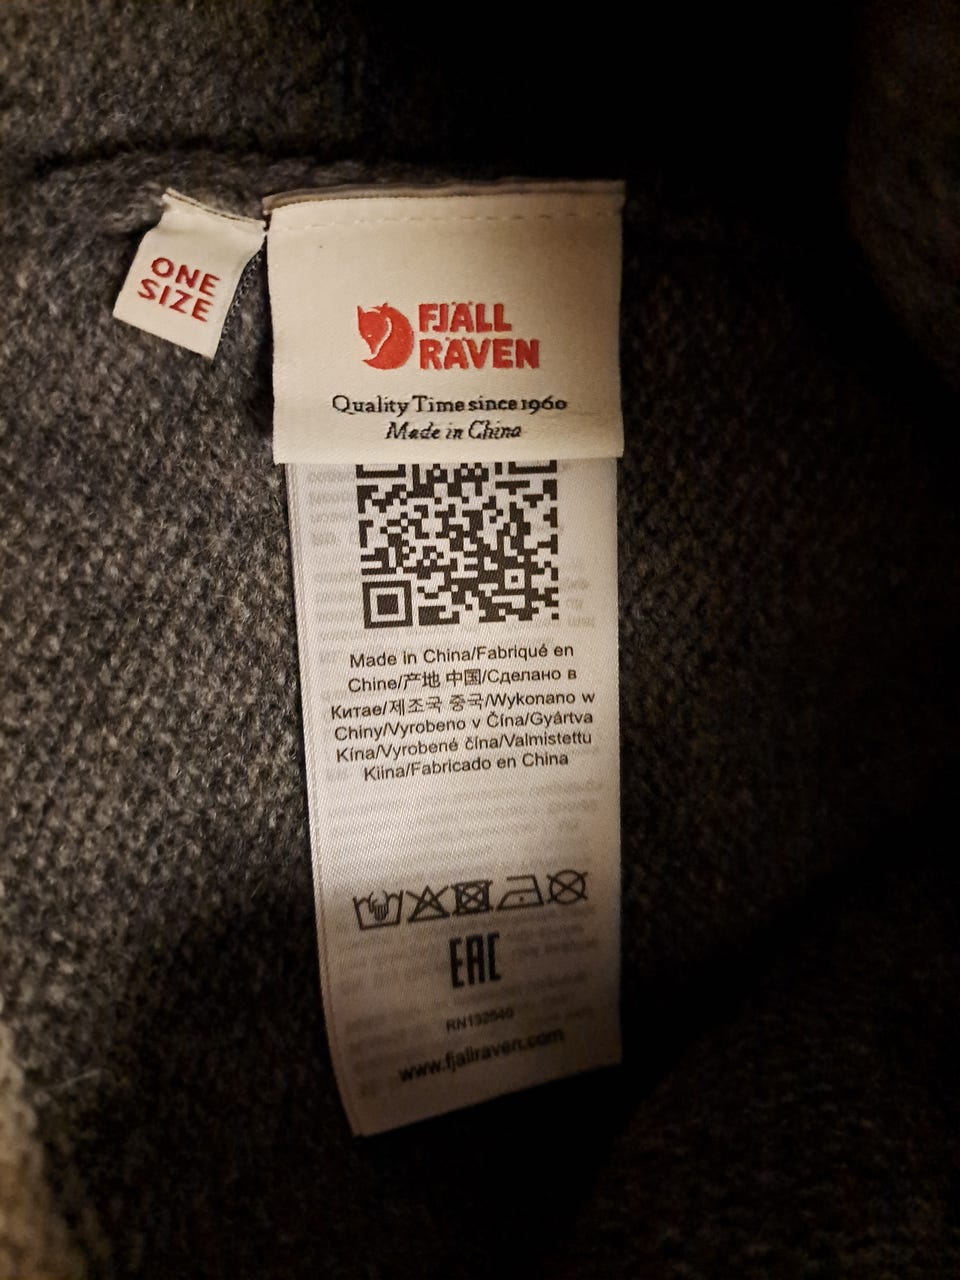 ONE
SIZE
FJÄLL
RÄVEN
Quality Time since 1960
Made in China
Made in China/Fabriqué en
Chine/产地 中国/Сделано в
Китае/제조국 중국/Wykonano w
Chiny/Vyrobeno v Čína/Gyártva
Kína/Vyrobené čína/Valmistettu
Kiina/Fabricado en China
EAC
RN132540
www.fjallraven.com